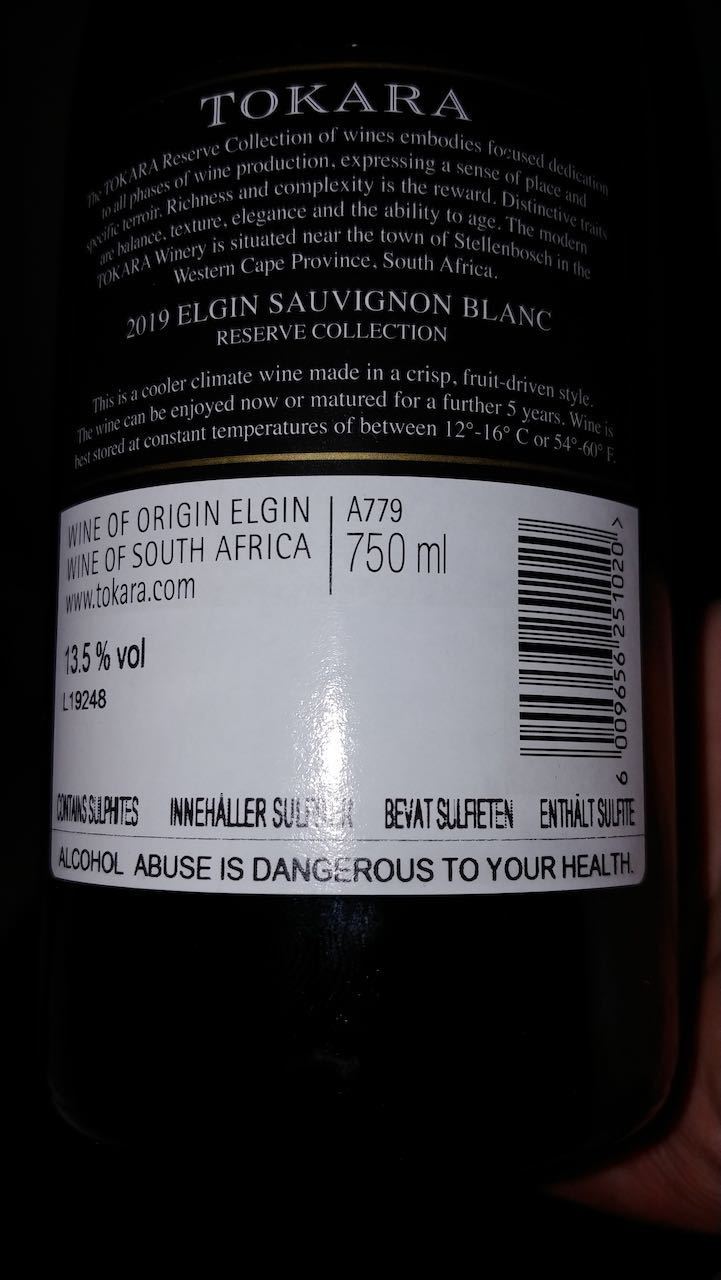 TOKARA
The TOKARA Reserve Collection of wines embodies focused dedication
to all phases of wine production, expressing a sense of place and
specific terroir. Richness and complexity is the reward. Distinctive traits
are balance, texture, elegance and the ability to age. The modern
TOKARA Winery is situated near the town of Stellenbosch in the
Western Cape Province, South Africa.
2019 ELGIN SAUVIGNON BLANC
RESERVE COLLECTION
This is a cooler climate wine made in a crisp, fruit-driven style.
The wine can be enjoyed now or matured for a further 5 years. Wine is
best stored at constant temperatures of between 12°-16° C or 54°-60° F.
WINE OF ORIGIN ELGIN
WINE OF SOUTH AFRICA
www.tokara.com
A779
750 ml
13.5 % vol
L19248
6 009656 251020 >
CONTAINS SULPHITES INNEHÅLLER BEVAT SULFIETEN ENTHÄLT SULFITE
ALCOHOL ABUSE IS DANGEROUS TO YOUR HEALTH.